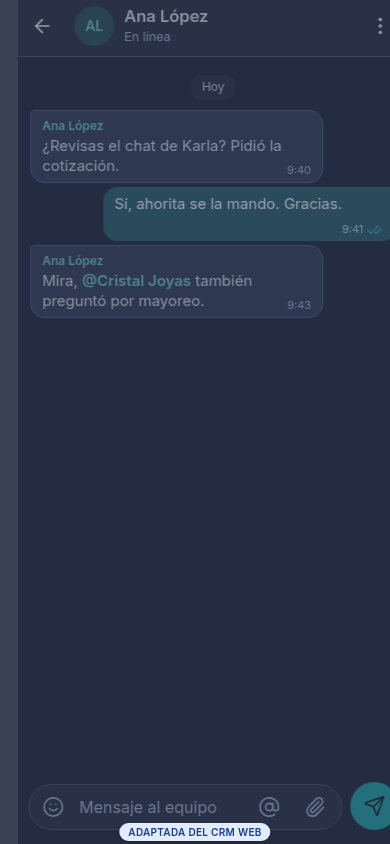 Ana López
AL
En línea
Hoy
Ana López
¿Revisas el chat de Karla? Pidió la
cotización.
9:40
Sí, ahorita se la mando. Gracias.
9:41
Ana López
Mira, @Cristal Joyas también
preguntó por mayoreo.
9:43
Mensaje al equipo
ADAPTADA DEL CRM WEB